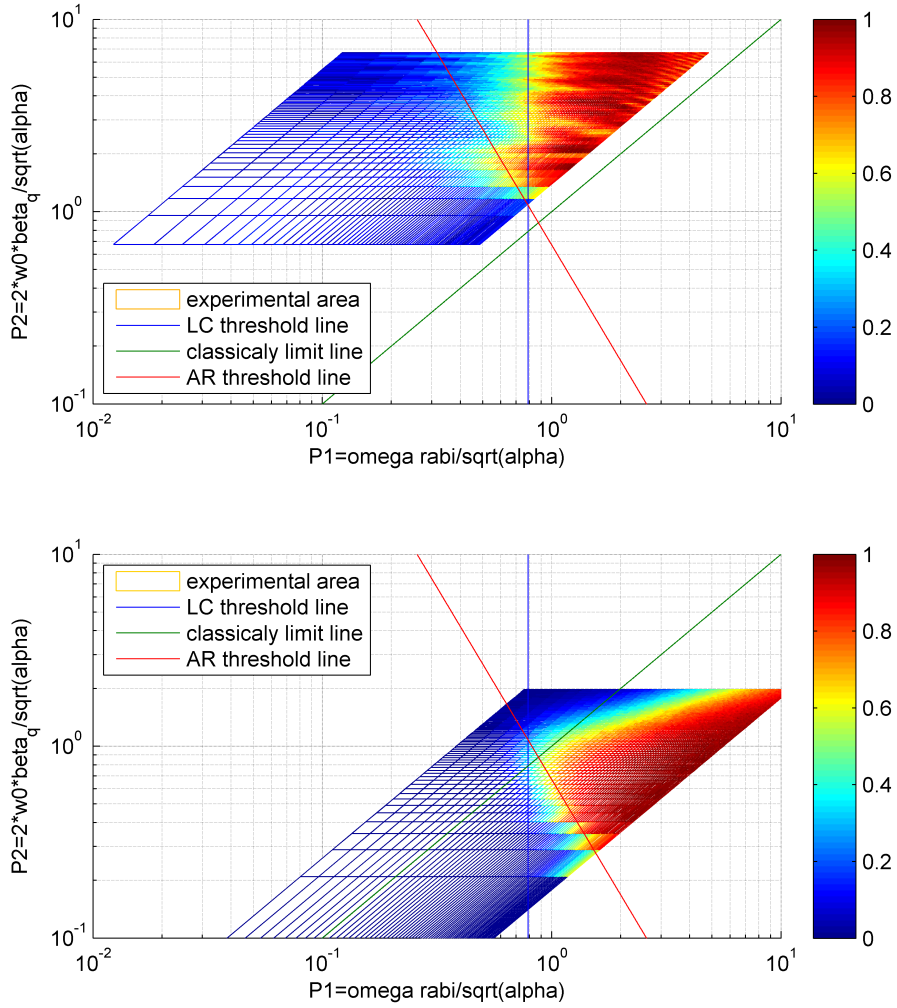 10^1
10^0
10^-1
P2=2*w0*beta_q/sqrt(alpha)
experimental area
LC threshold line
classicaly limit line
AR threshold line
10^-2 10^-1 10^0 10^1
P1=omega rabi/sqrt(alpha)
1
0.8
0.6
0.4
0.2
0
10^1
10^0
10^-1
P2=2*w0*beta_q/sqrt(alpha)
experimental area
LC threshold line
classicaly limit line
AR threshold line
10^-2 10^-1 10^0 10^1
P1=omega rabi/sqrt(alpha)
1
0.8
0.6
0.4
0.2
0